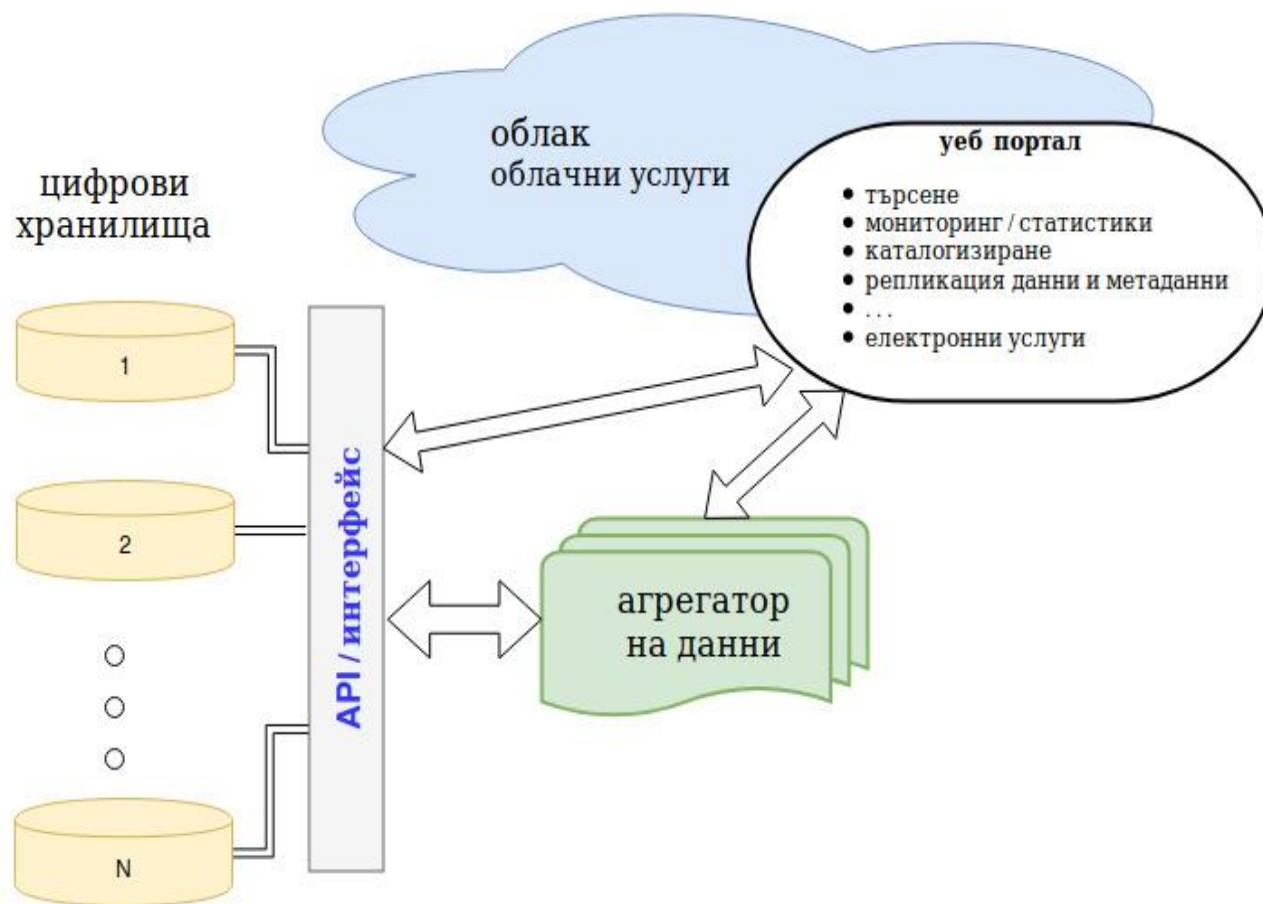 облак
облачни услуги
уеб портал
• търсене
• мониторинг / статистики
• каталогизиране
• репликация данни и метаданни
• . . .
• електронни услуги
цифрови
хранилища
1
2
N
API / интерфейс
агрегатор
на данни